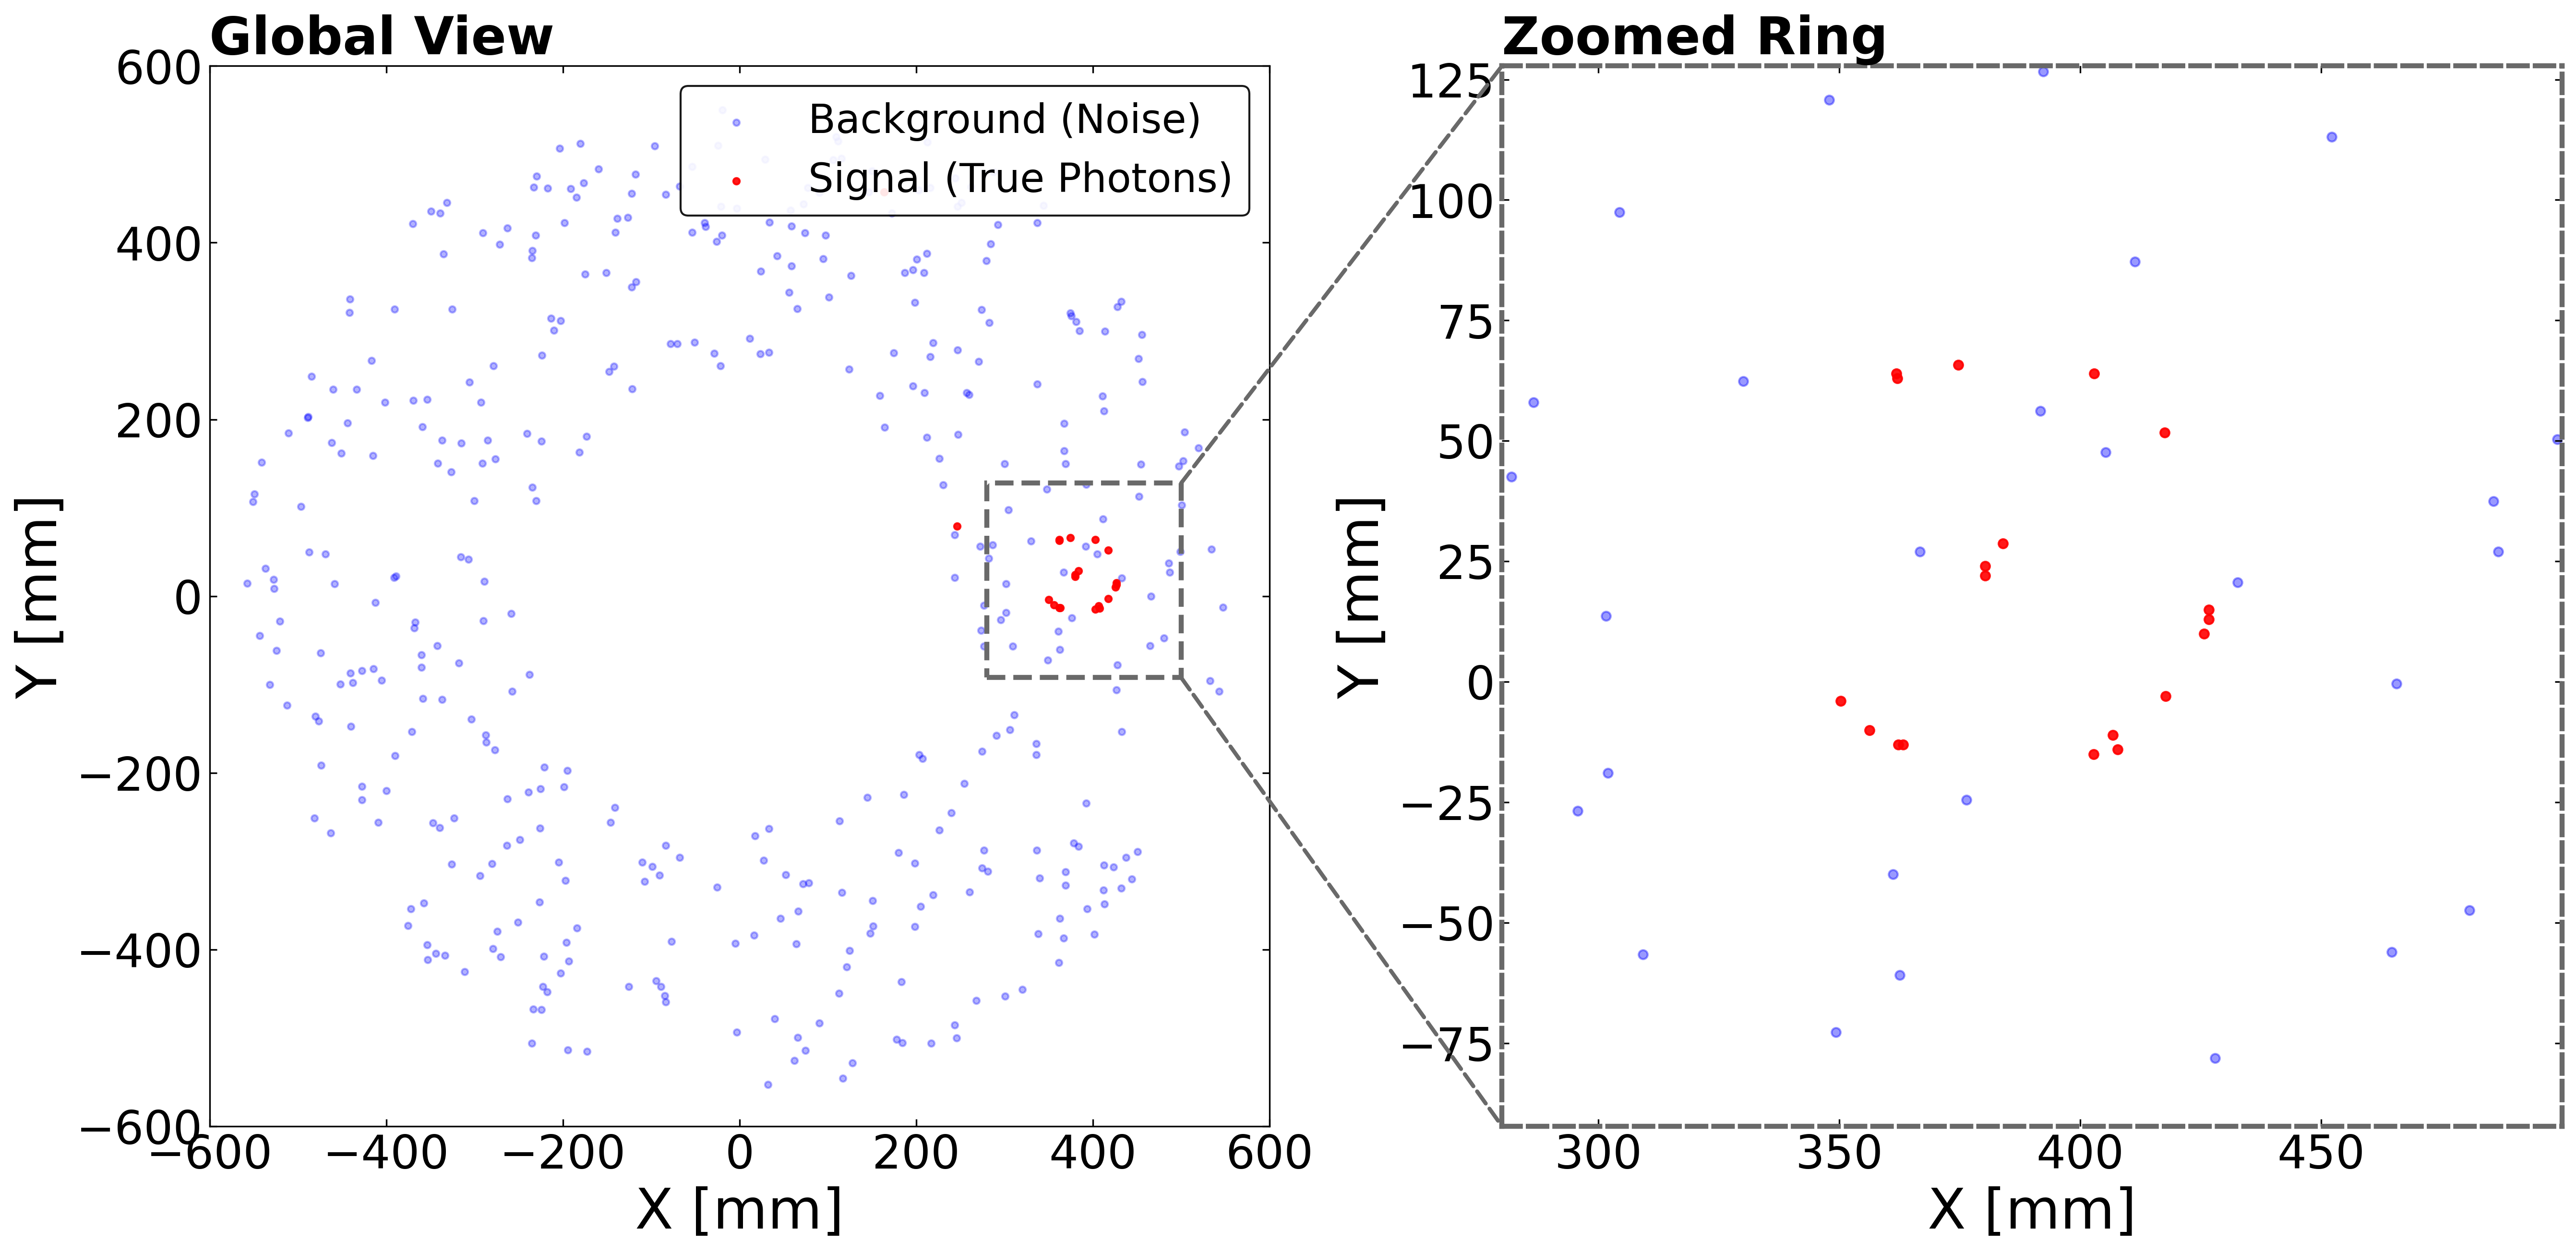 Global View
600
400
200
0
−200
−400
−600
−600 −400 −200 0 200 400 600
Y [mm]
X [mm]
Background (Noise)
Signal (True Photons)
Zoomed Ring
125
100
75
50
25
0
−25
−50
−75
300 350 400 450
Y [mm]
X [mm]